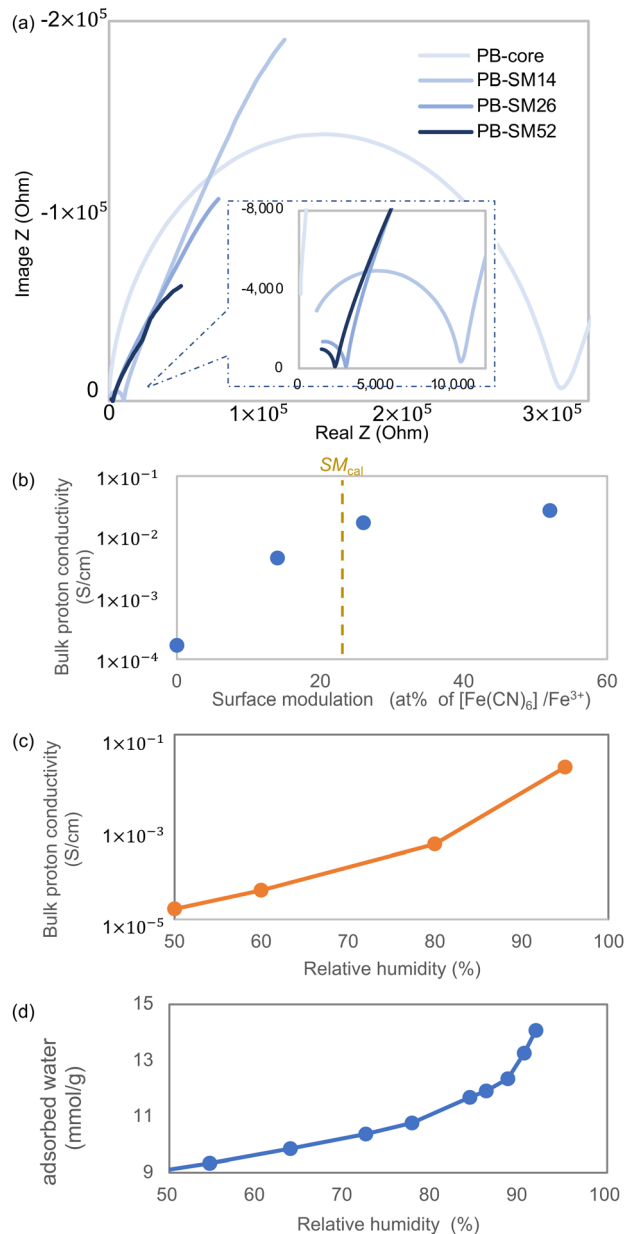 (a)
-2×10⁵
-1×10⁵
0
Image Z (Ohm)
PB-core
PB-SM14
PB-SM26
PB-SM52
-8,000
-4,000
0
0 5,000 10,000
0 1×10⁵ 2×10⁵ 3×10⁵
Real Z (Ohm)
(b)
SMcal
Bulk proton conductivity
(S/cm)
1×10⁻¹
1×10⁻²
1×10⁻³
1×10⁻⁴
0 20 40 60
Surface modulation (at% of [Fe(CN)₆] /Fe³⁺)
(c)
Bulk proton conductivity
(S/cm)
1×10⁻¹
1×10⁻³
1×10⁻⁵
50 60 70 80 90 100
Relative humidity (%)
(d)
adsorbed water
(mmol/g)
15
13
11
9
50 60 70 80 90 100
Relative humidity (%)